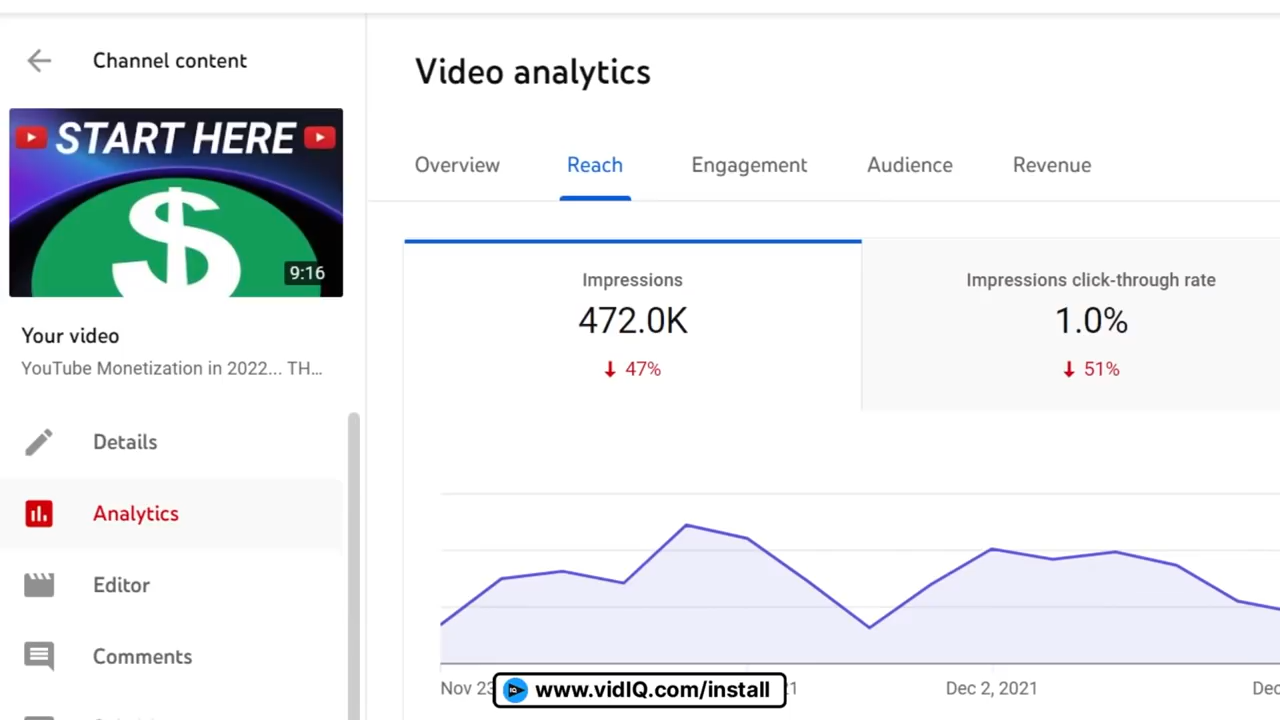 Channel content
START HERE
$
9:16
Your video
YouTube Monetization in 2022... TH...
Details
Analytics
Editor
Comments
Video analytics
Overview
Reach
Engagement
Audience
Revenue
Impressions
472.0K
47%
Impressions click-through rate
1.0%
51%
Nov 23
1
Dec 2, 2021
Dec
www.vidIQ.com/install